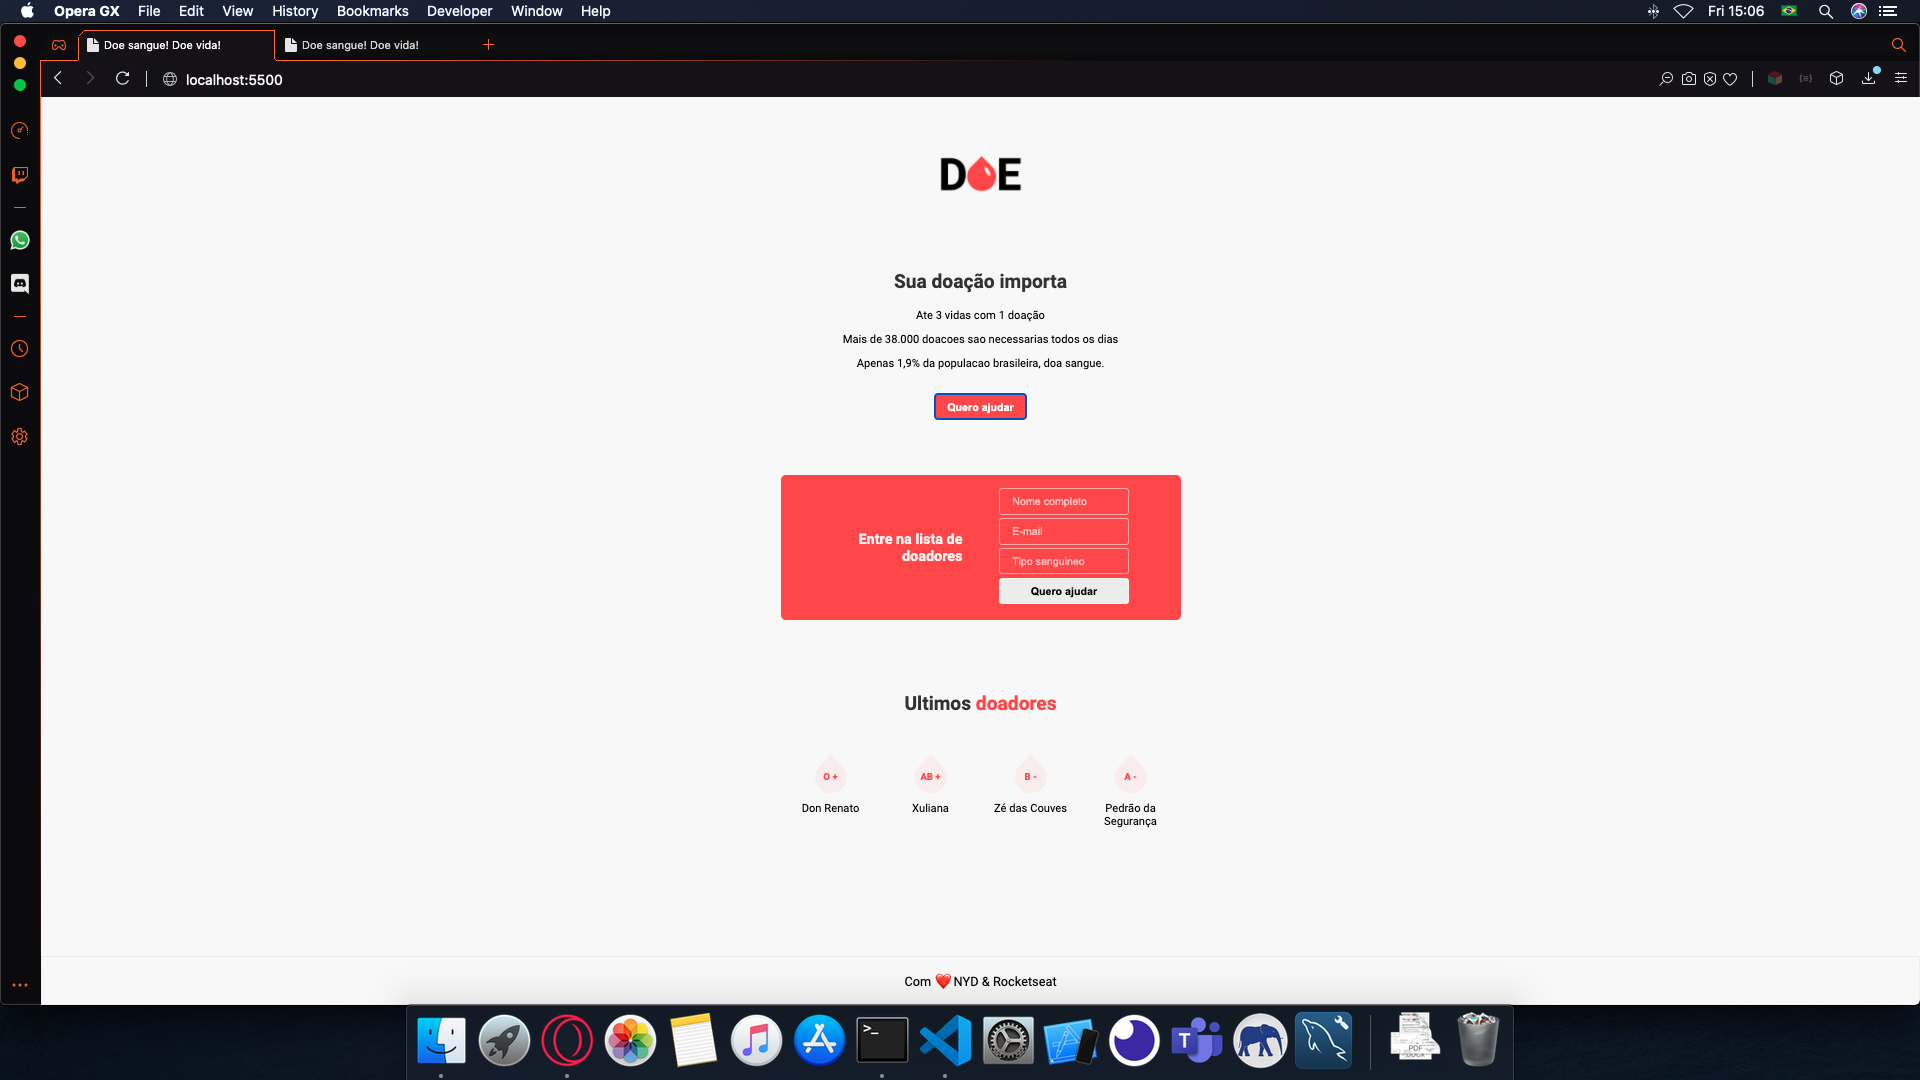 Opera GX File Edit View History Bookmarks Developer Window Help Fri 15:06
Doe sangue! Doe vida! Doe sangue! Doe vida!
localhost:5500
DOE
Sua doação importa
Ate 3 vidas com 1 doação
Mais de 38.000 doacoes sao necessarias todos os dias
Apenas 1,9% da populacao brasileira, doa sangue.
Quero ajudar
Entre na lista de
doadores
Nome completo
E-mail
Tipo sanguineo
Quero ajudar
Ultimos doadores
O + AB + B - A -
Don Renato Xuliana Zé das Couves Pedrão da
Segurança
Com ❤️ NYD & Rocketseat
>_
T
PDF
DOCX